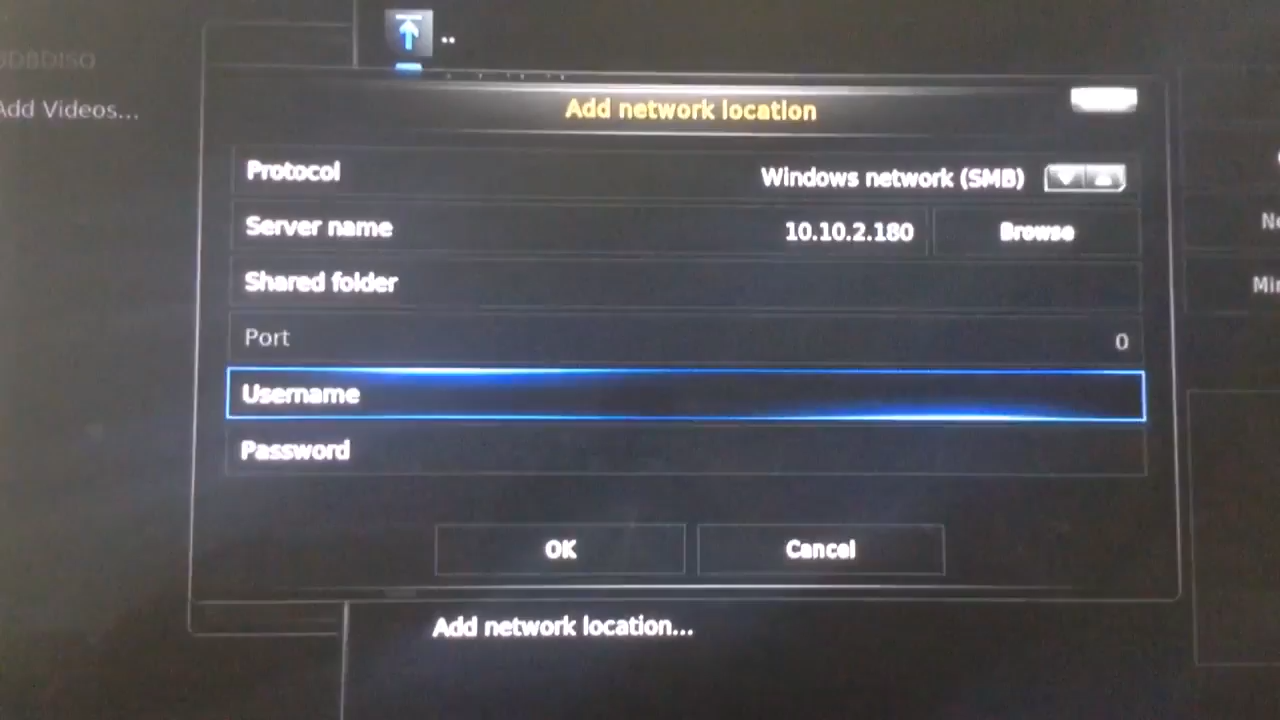 ..
Add Videos...
Add network location
Protocol Windows network (SMB)
Server name 10.10.2.180 Browse
Shared folder
Port 0
Username
Password
OK Cancel
Add network location...